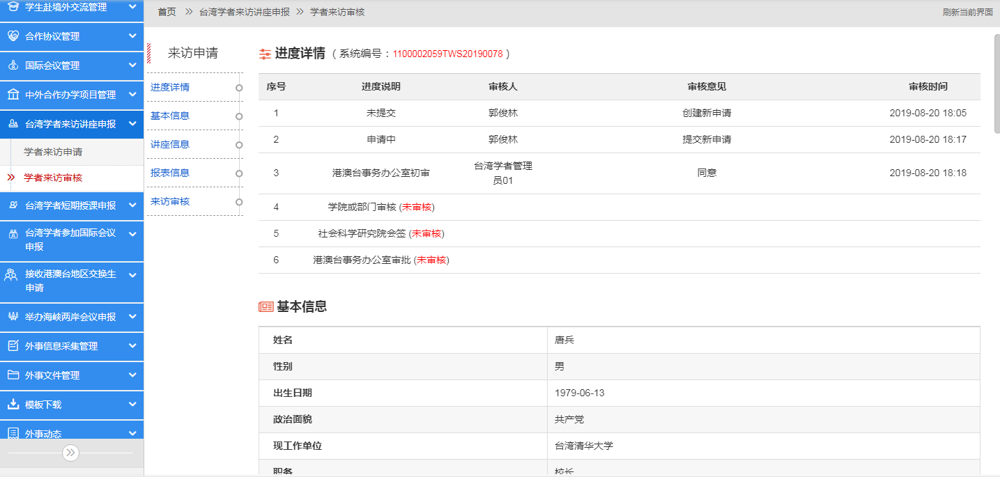 学生赴境外交流管理
合作协议管理
国际会议管理
中外合作办学项目管理
台湾学者来访讲座申报
学者来访申请
学者来访审核
台湾学者短期授课申报
台湾学者参加国际会议
申报
接收港澳台地区交换生
申请
举办海峡两岸会议申报
外事信息采集管理
外事文件管理
模板下载
外事动态
首页 台湾学者来访讲座申报 学者来访审核 刷新当前界面
来访申请
进度详情
基本信息
讲座信息
报表信息
来访审核
进度详情 ( 系统编号：1100002059TWS20190078 )
序号 进度说明 审核人 审核意见 审核时间
1 未提交 郭俊林 创建新申请 2019-08-20 18:05
2 申请中 郭俊林 提交新申请 2019-08-20 18:17
3 港澳台事务办公室初审 台湾学者管理
员01 同意 2019-08-20 18:18
4 学院或部门审核 (未审核)
5 社会科学研究院会签 (未审核)
6 港澳台事务办公室审批 (未审核)
基本信息
姓名 唐兵
性别 男
出生日期 1979-06-13
政治面貌 共产党
现工作单位 台湾清华大学
职务 校长